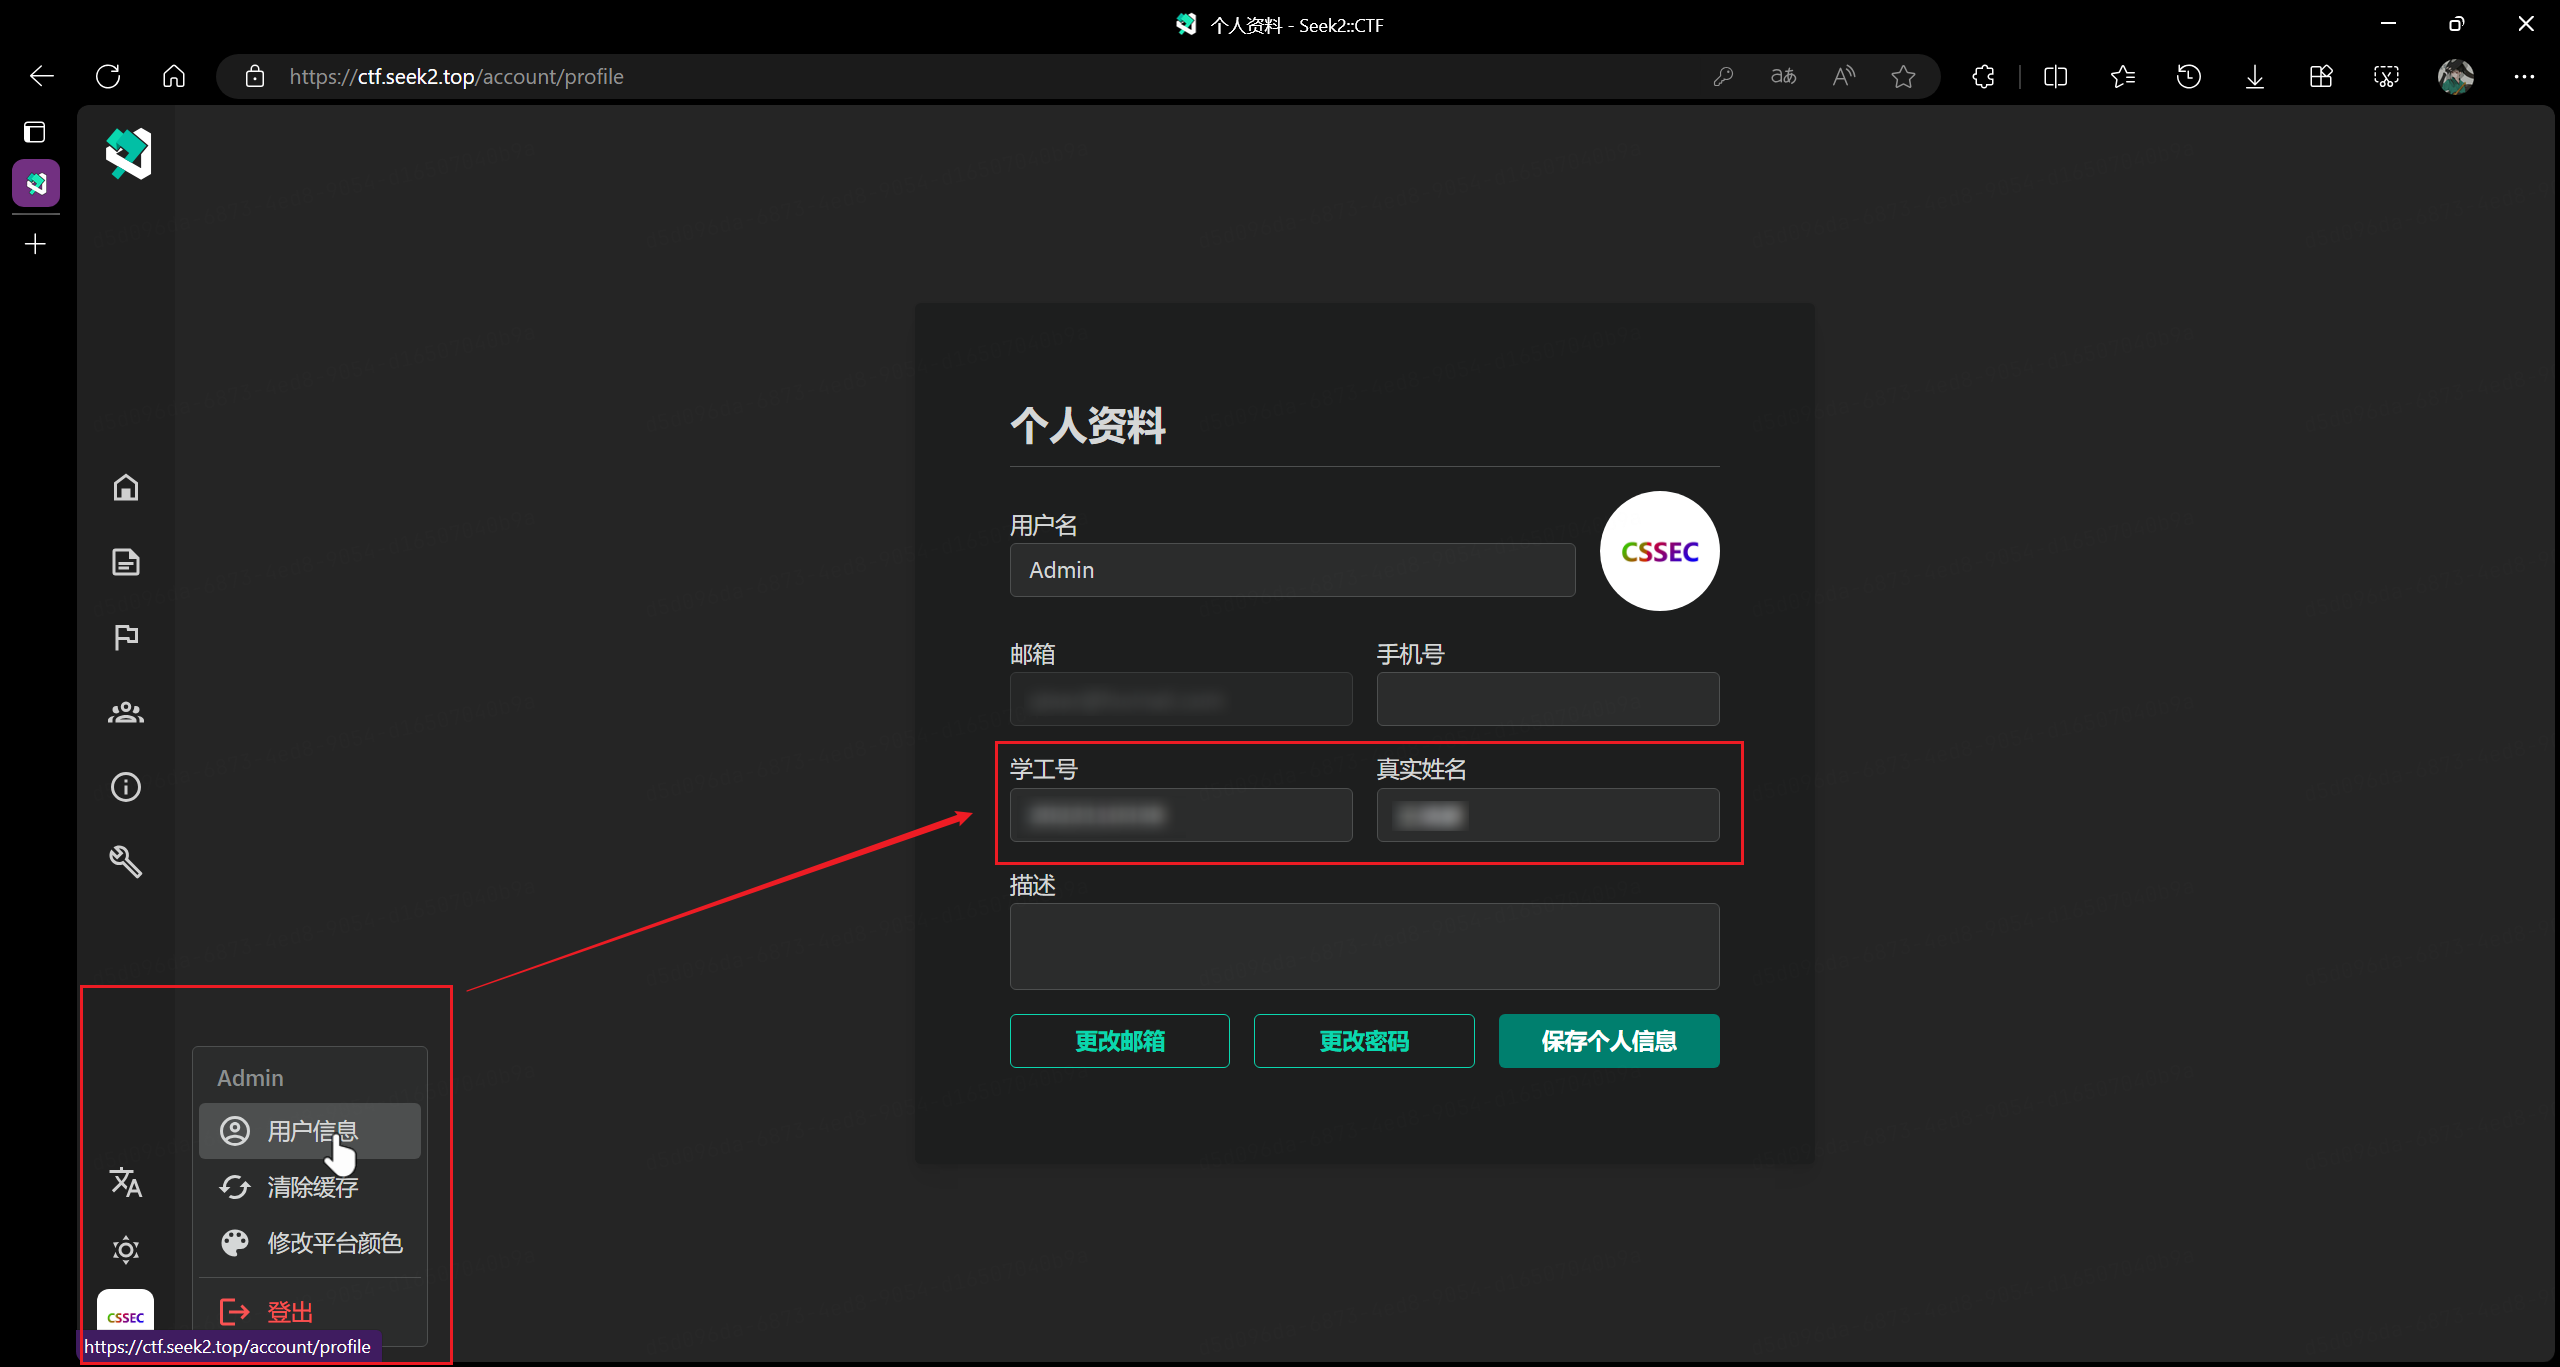 个人资料 - Seek2::CTF
https://ctf.seek2.top/account/profile
个人资料
用户名
Admin
CSSEC
邮箱
手机号
学工号
真实姓名
描述
更改邮箱
更改密码
保存个人信息
Admin
用户信息
清除缓存
修改平台颜色
登出
CSSEC
https://ctf.seek2.top/account/profile